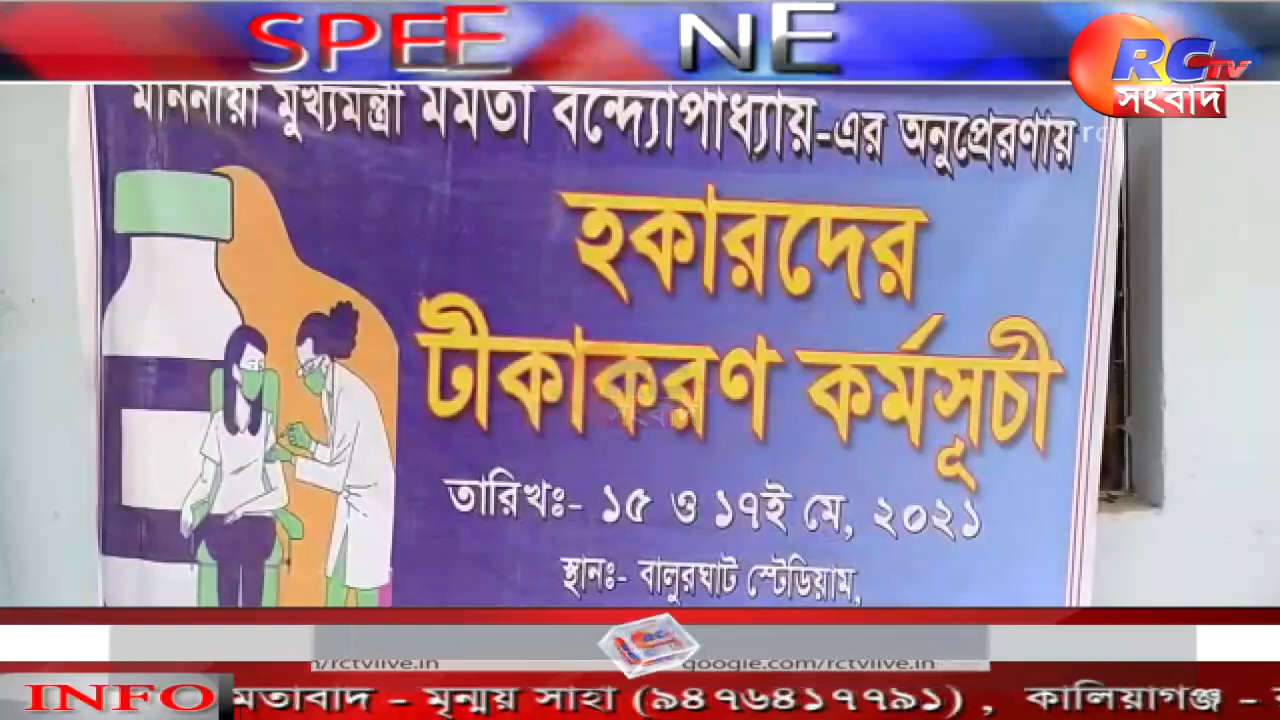 SPEE NE
RCTV
সংবাদ
মাননীয়া মুখ্যমন্ত্রী মমতা বন্দ্যোপাধ্যায়-এর অনুপ্রেরণায়
হকারদের
টীকাকরণ কর্মসূচী
সংবাদ
তারিখঃ- ১৫ ও ১৭ই মে, ২০২১
স্থানঃ- বালুরঘাট স্টেডিয়াম,
/rctvlive.in google.com/rctvlive.in
INFO মতাবাদ - মৃন্ময় সাহা (৯৪৭৬৪১৭৭৯১) , কালিয়াগঞ্জ -